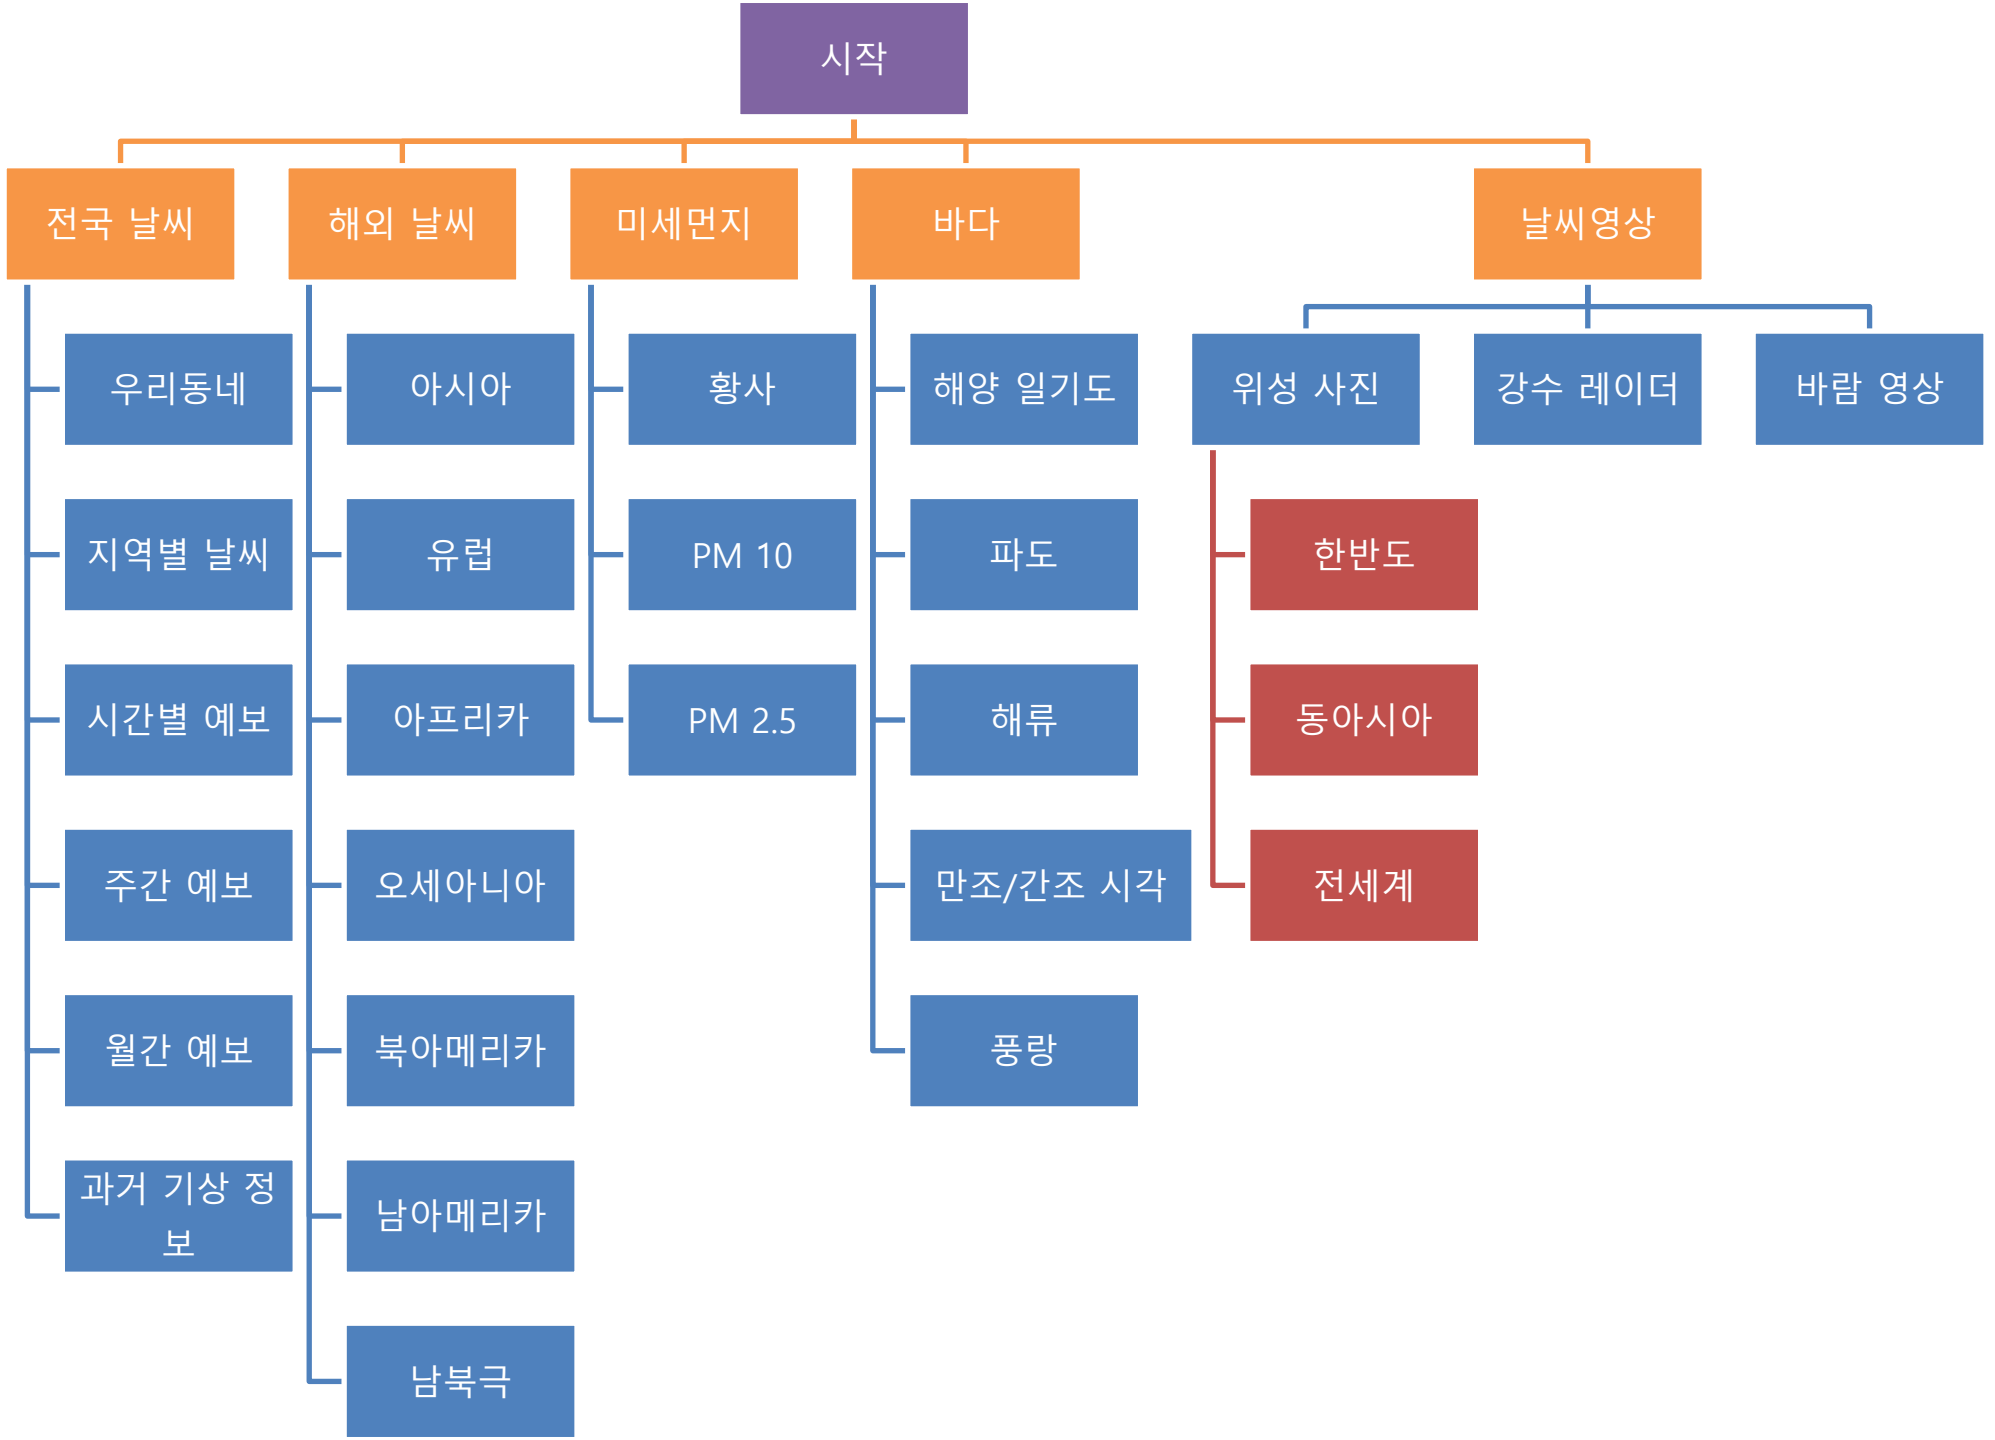 시작
전국 날씨
해외 날씨
미세먼지
바다
날씨영상
우리동네
아시아
황사
해양 일기도
위성 사진
강수 레이더
바람 영상
지역별 날씨
유럽
PM 10
파도
한반도
시간별 예보
아프리카
PM 2.5
해류
동아시아
주간 예보
오세아니아
만조/간조 시각
전세계
월간 예보
북아메리카
풍랑
과거 기상 정
보
남아메리카
남북극